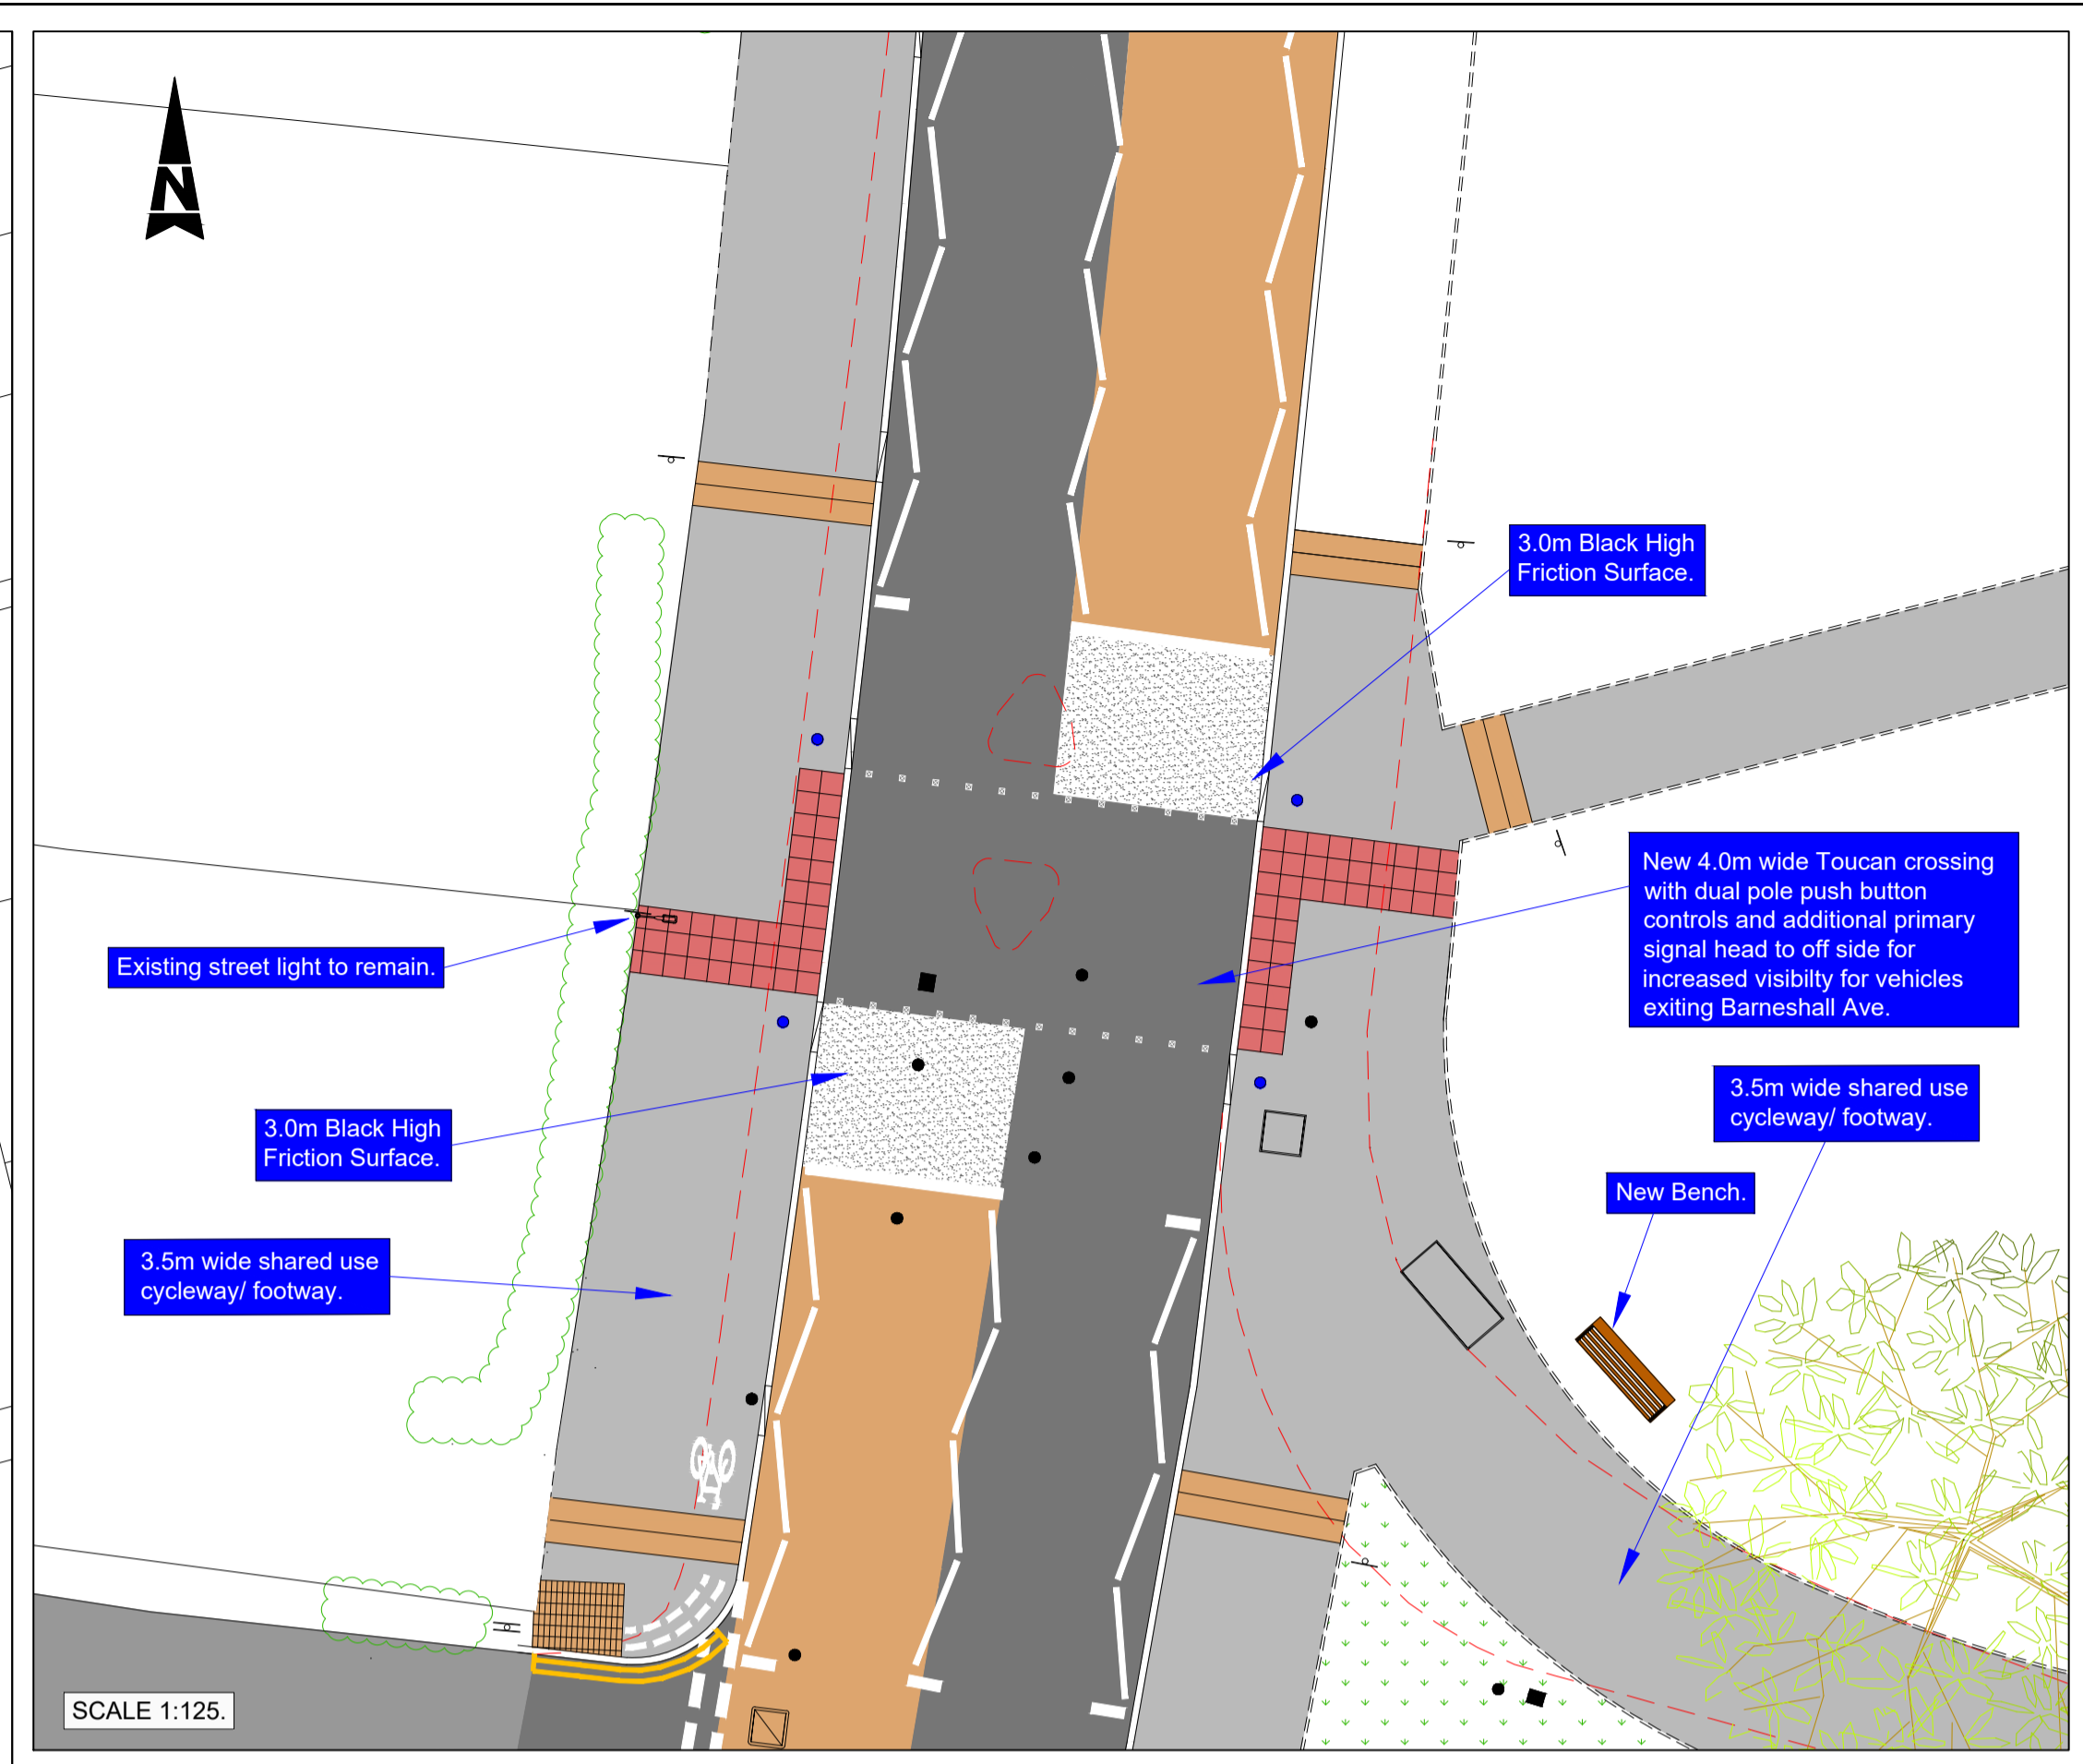 N
3.0m Black High
Friction Surface.
New 4.0m wide Toucan crossing
with dual pole push button
controls and additional primary
signal head to off side for
increased visibilty for vehicles
exiting Barneshall Ave.
Existing street light to remain.
3.0m Black High
Friction Surface.
3.5m wide shared use
cycleway/ footway.
New Bench.
3.5m wide shared use
cycleway/ footway.
SCALE 1:125.